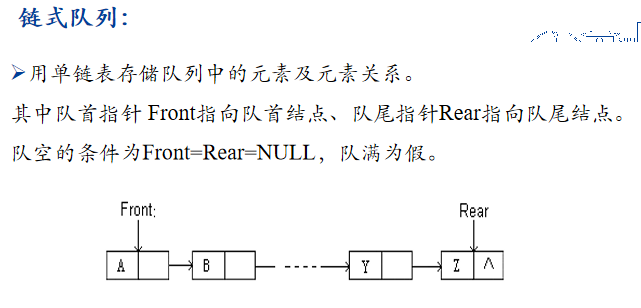 链式队列：
➢用单链表存储队列中的元素及元素关系。
其中队首指针 Front指向队首结点、队尾指针Rear指向队尾结点。
队空的条件为Front=Rear=NULL，队满为假。
Front: Rear
A B Y Z ∧